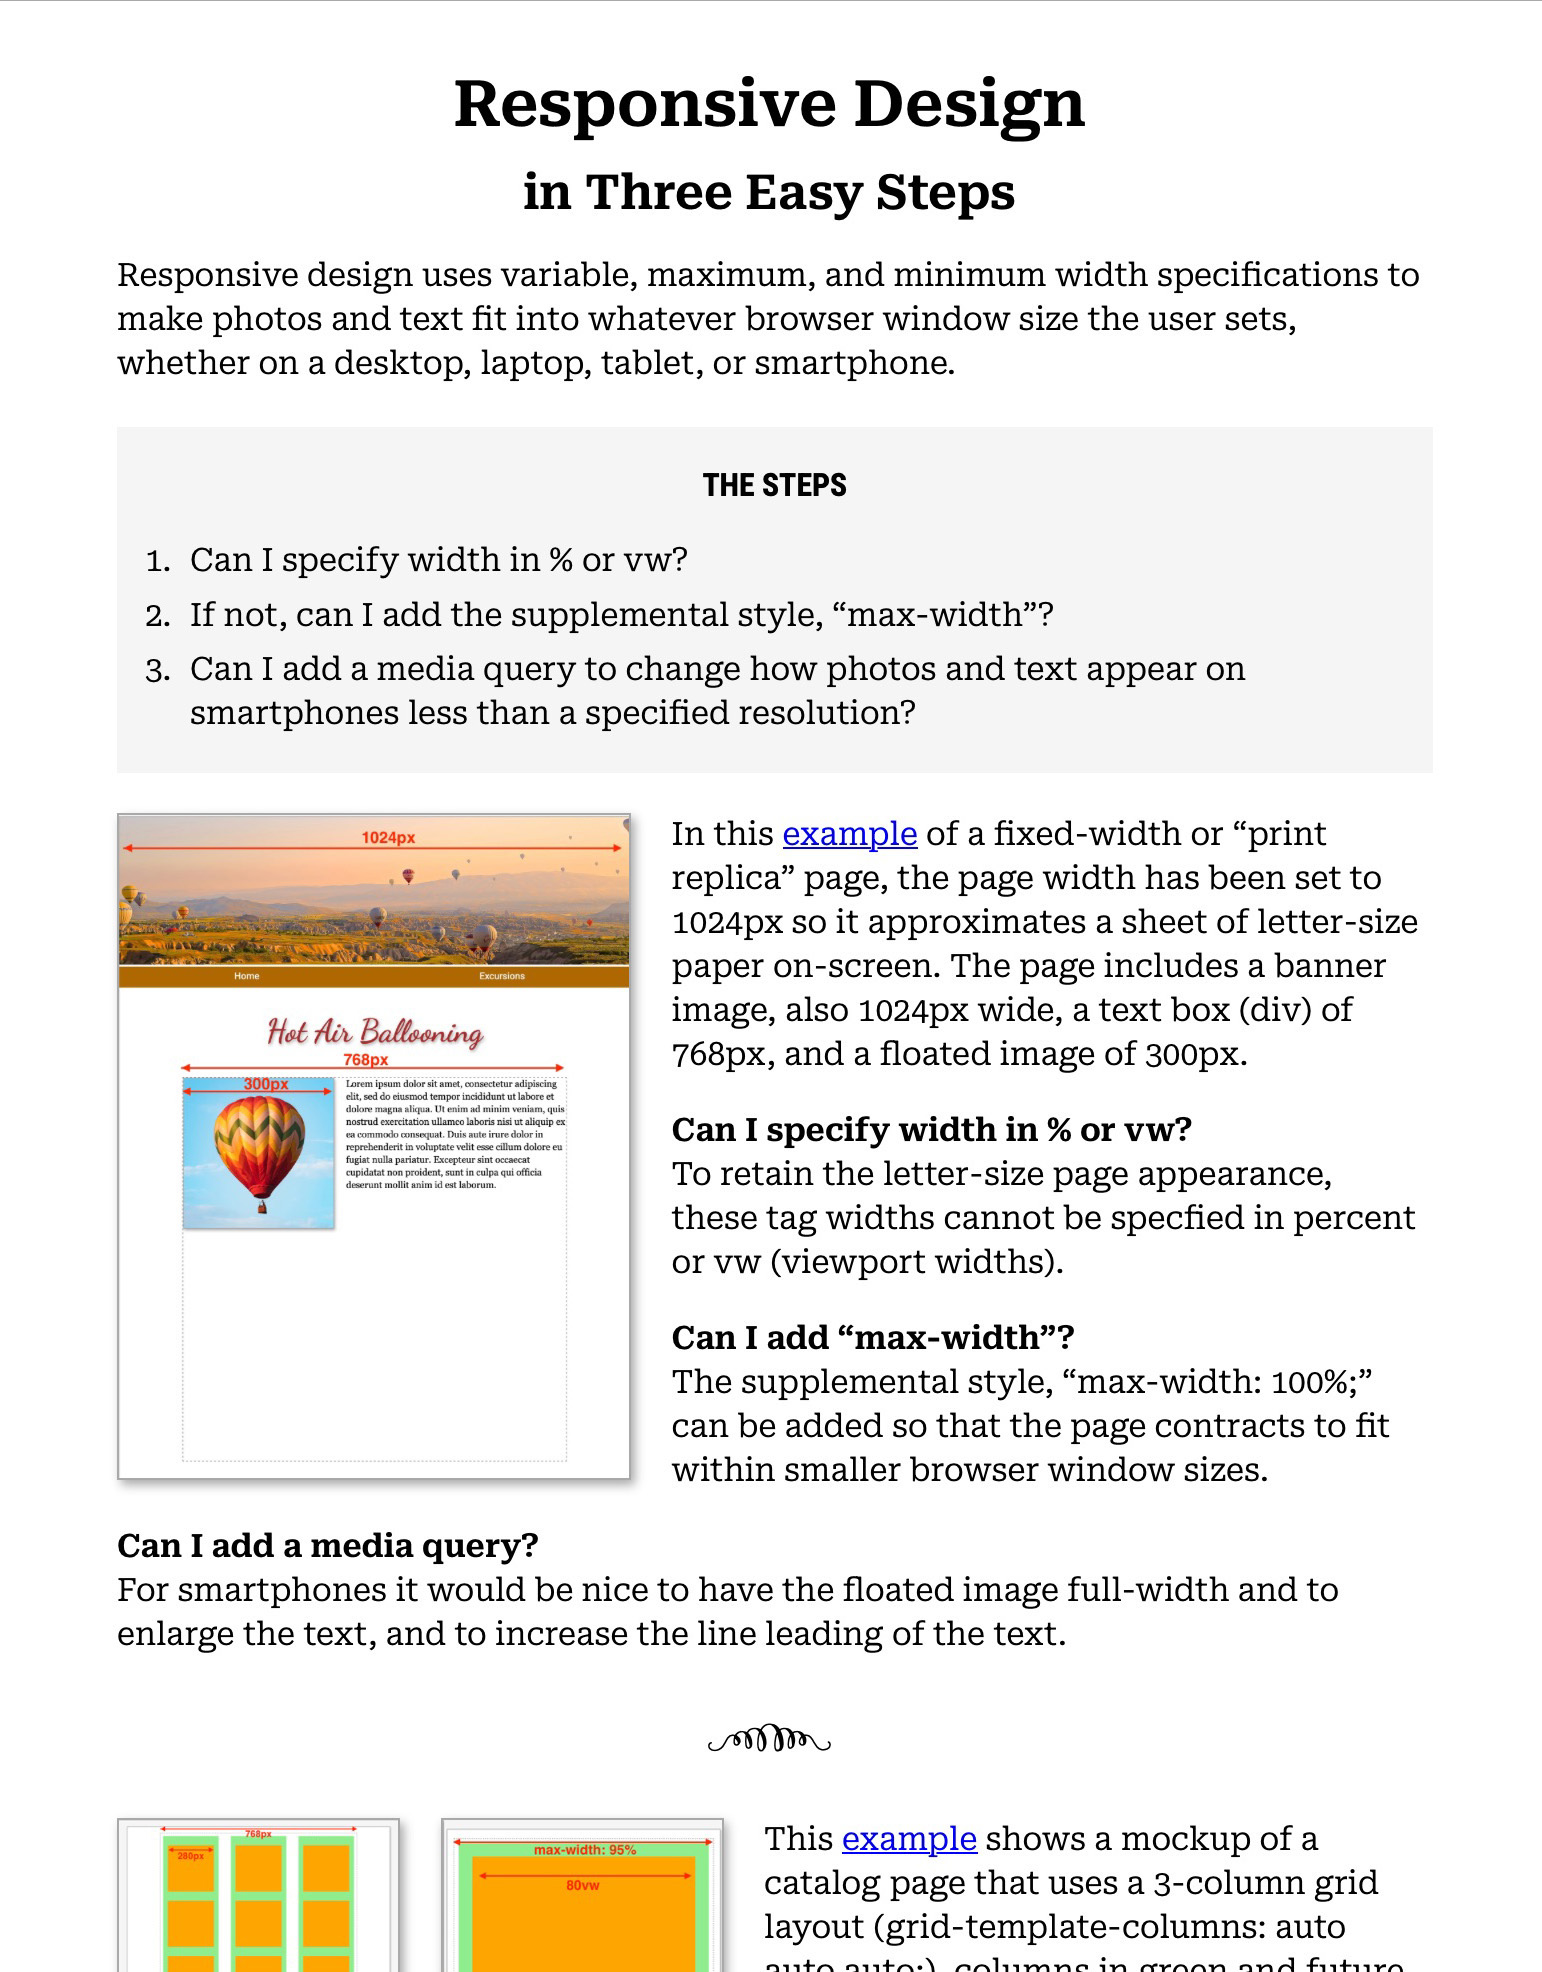 Responsive Design
in Three Easy Steps
Responsive design uses variable, maximum, and minimum width specifications to
make photos and text fit into whatever browser window size the user sets,
whether on a desktop, laptop, tablet, or smartphone.
THE STEPS
1. Can I specify width in % or vw?
2. If not, can I add the supplemental style, “max-width”?
3. Can I add a media query to change how photos and text appear on
smartphones less than a specified resolution?
1024px
Home Excursions
Hot Air Ballooning
768px
300px
Lorem ipsum dolor sit amet, consectetur adipiscing
elit, sed do eiusmod tempor incididunt ut labore et
dolore magna aliqua. Ut enim ad minim veniam, quis
nostrud exercitation ullamco laboris nisi ut aliquip ex
ea commodo consequat. Duis aute irure dolor in
reprehenderit in voluptate velit esse cillum dolore eu
fugiat nulla pariatur. Excepteur sint occaecat
cupidatat non proident, sunt in culpa qui officia
deserunt mollit anim id est laborum.
In this example of a fixed-width or “print
replica” page, the page width has been set to
1024px so it approximates a sheet of letter-size
paper on-screen. The page includes a banner
image, also 1024px wide, a text box (div) of
768px, and a floated image of 300px.
Can I specify width in % or vw?
To retain the letter-size page appearance,
these tag widths cannot be specfied in percent
or vw (viewport widths).
Can I add “max-width”?
The supplemental style, “max-width: 100%;”
can be added so that the page contracts to fit
within smaller browser window sizes.
Can I add a media query?
For smartphones it would be nice to have the floated image full-width and to
enlarge the text, and to increase the line leading of the text.
768px
280px
max-width: 95%
80vw
This example shows a mockup of a
catalog page that uses a 3-column grid
layout (grid-template-columns: auto
auto auto;), columns in green and future